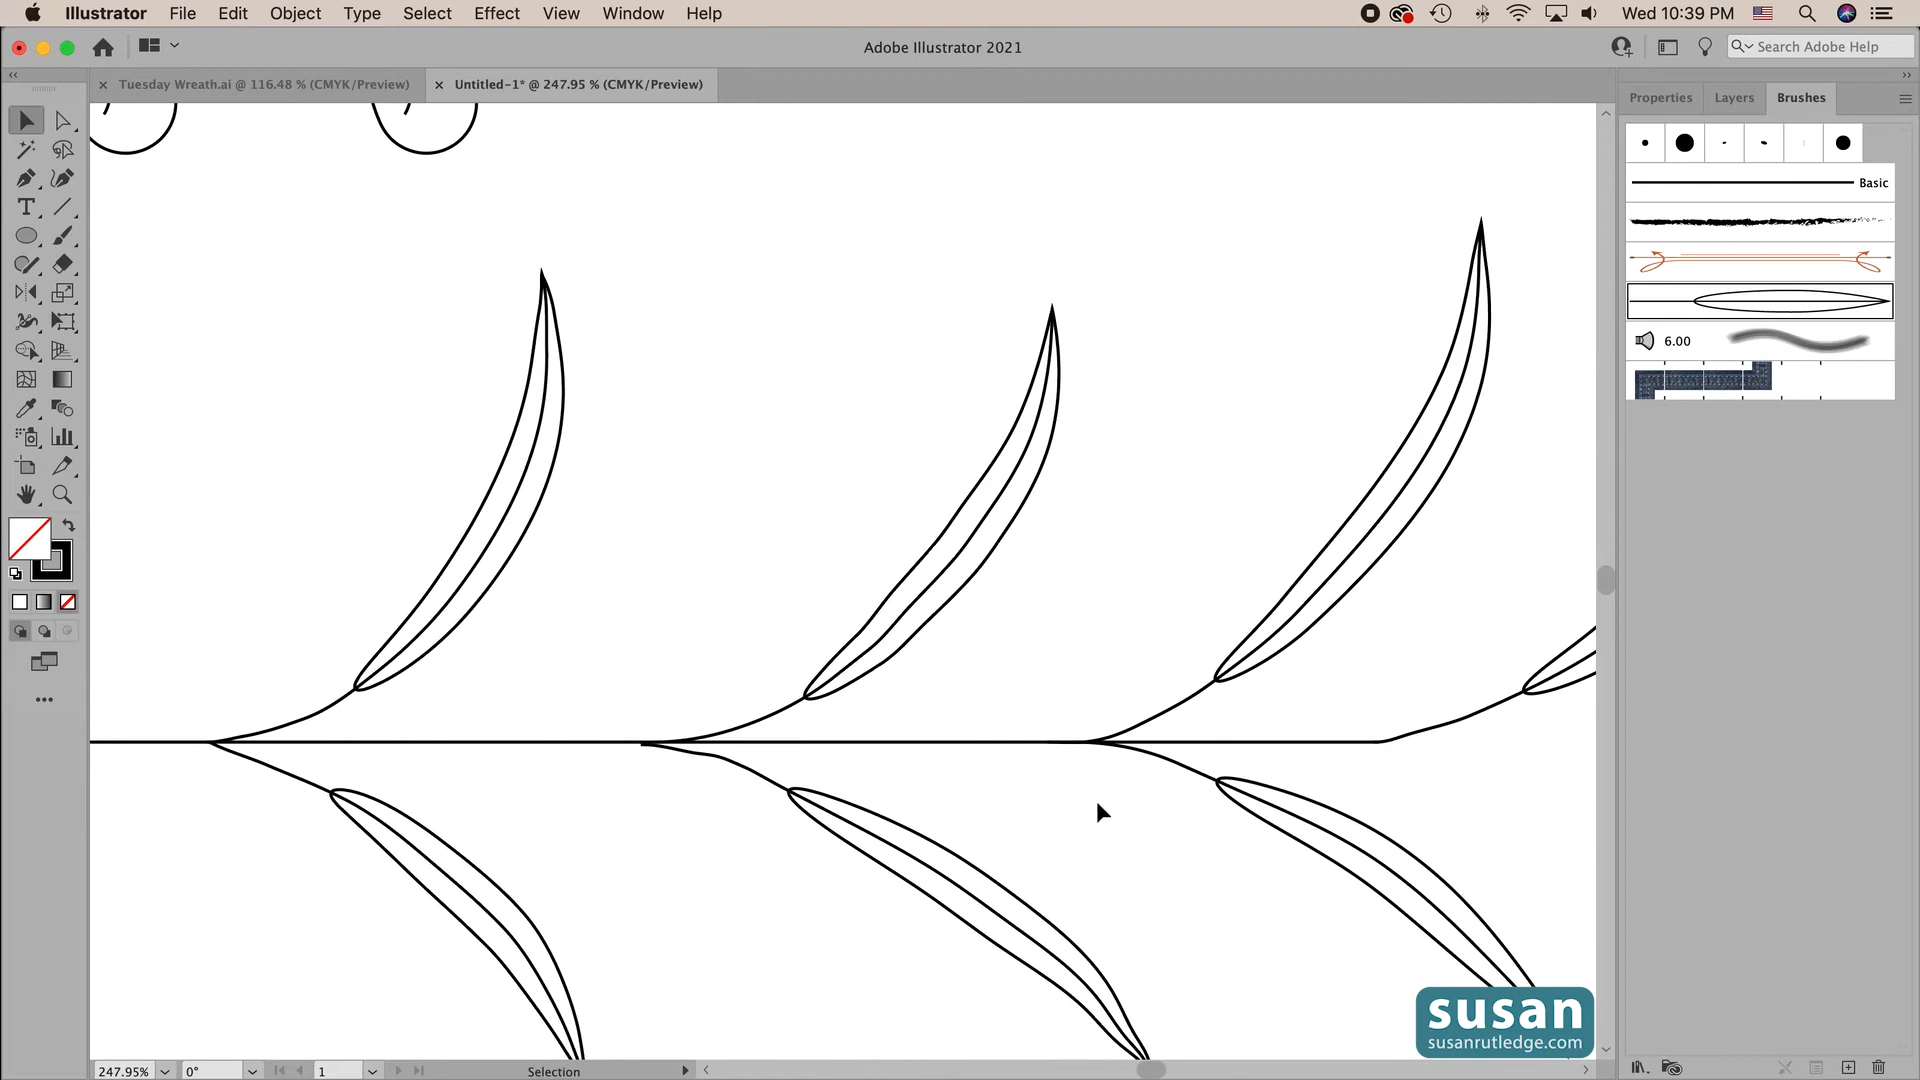 Illustrator File Edit Object Type Select Effect View Window Help Wed 10:39 PM
Adobe Illustrator 2021 Search Adobe Help
Tuesday Wreath.ai @ 116.48 % (CMYK/Preview) Untitled-1* @ 247.95 % (CMYK/Preview)
Properties Layers Brushes
Basic
6.00
susan
susanrutledge.com
247.95% 0° 1 Selection